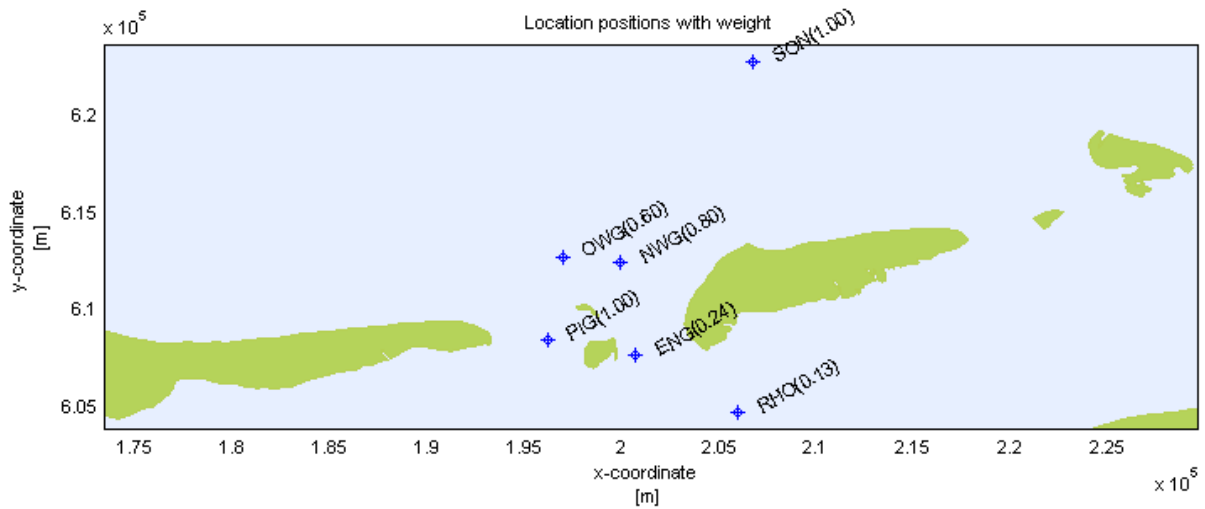 Location positions with weight
x 10^5
SON(1.00)
6.2
6.15
6.1
6.05
y-coordinate
[m]
OWG(0.60)
NWG(0.80)
PIG(1.00)
ENG(0.24)
RHO(0.13)
1.75 1.8 1.85 1.9 1.95 2 2.05 2.1 2.15 2.2 2.25
x-coordinate
[m]
x 10^5